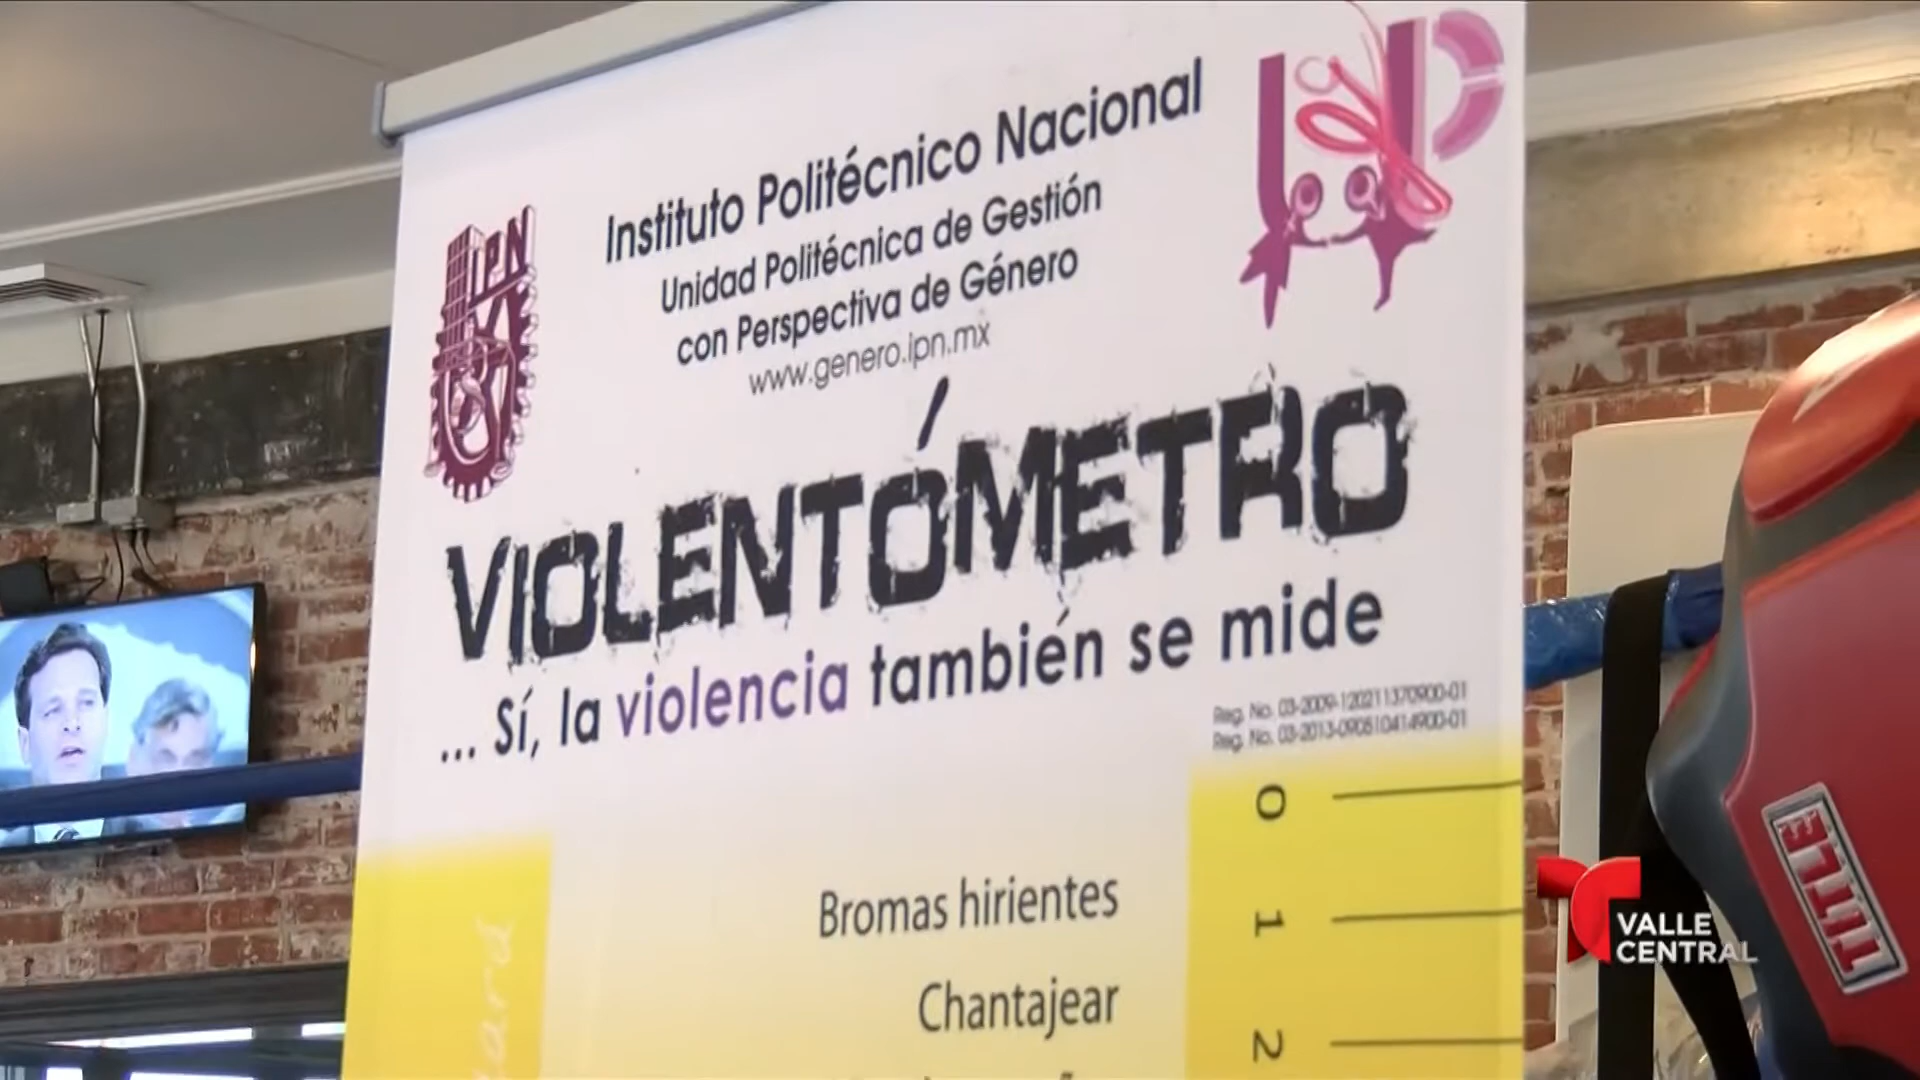 Instituto Politécnico Nacional
Unidad Politécnica de Gestión
con Perspectiva de Género
www.genero.ipn.mx
IPN
VIOLENTÓMETRO
... Sí, la violencia también se mide
Reg. No. 03-2009-120211370900-01
Reg. No. 03-2013-090810414900-01
0
Bromas hirientes
1
Chantajear
2
TITLE
VALLE
CENTRAL